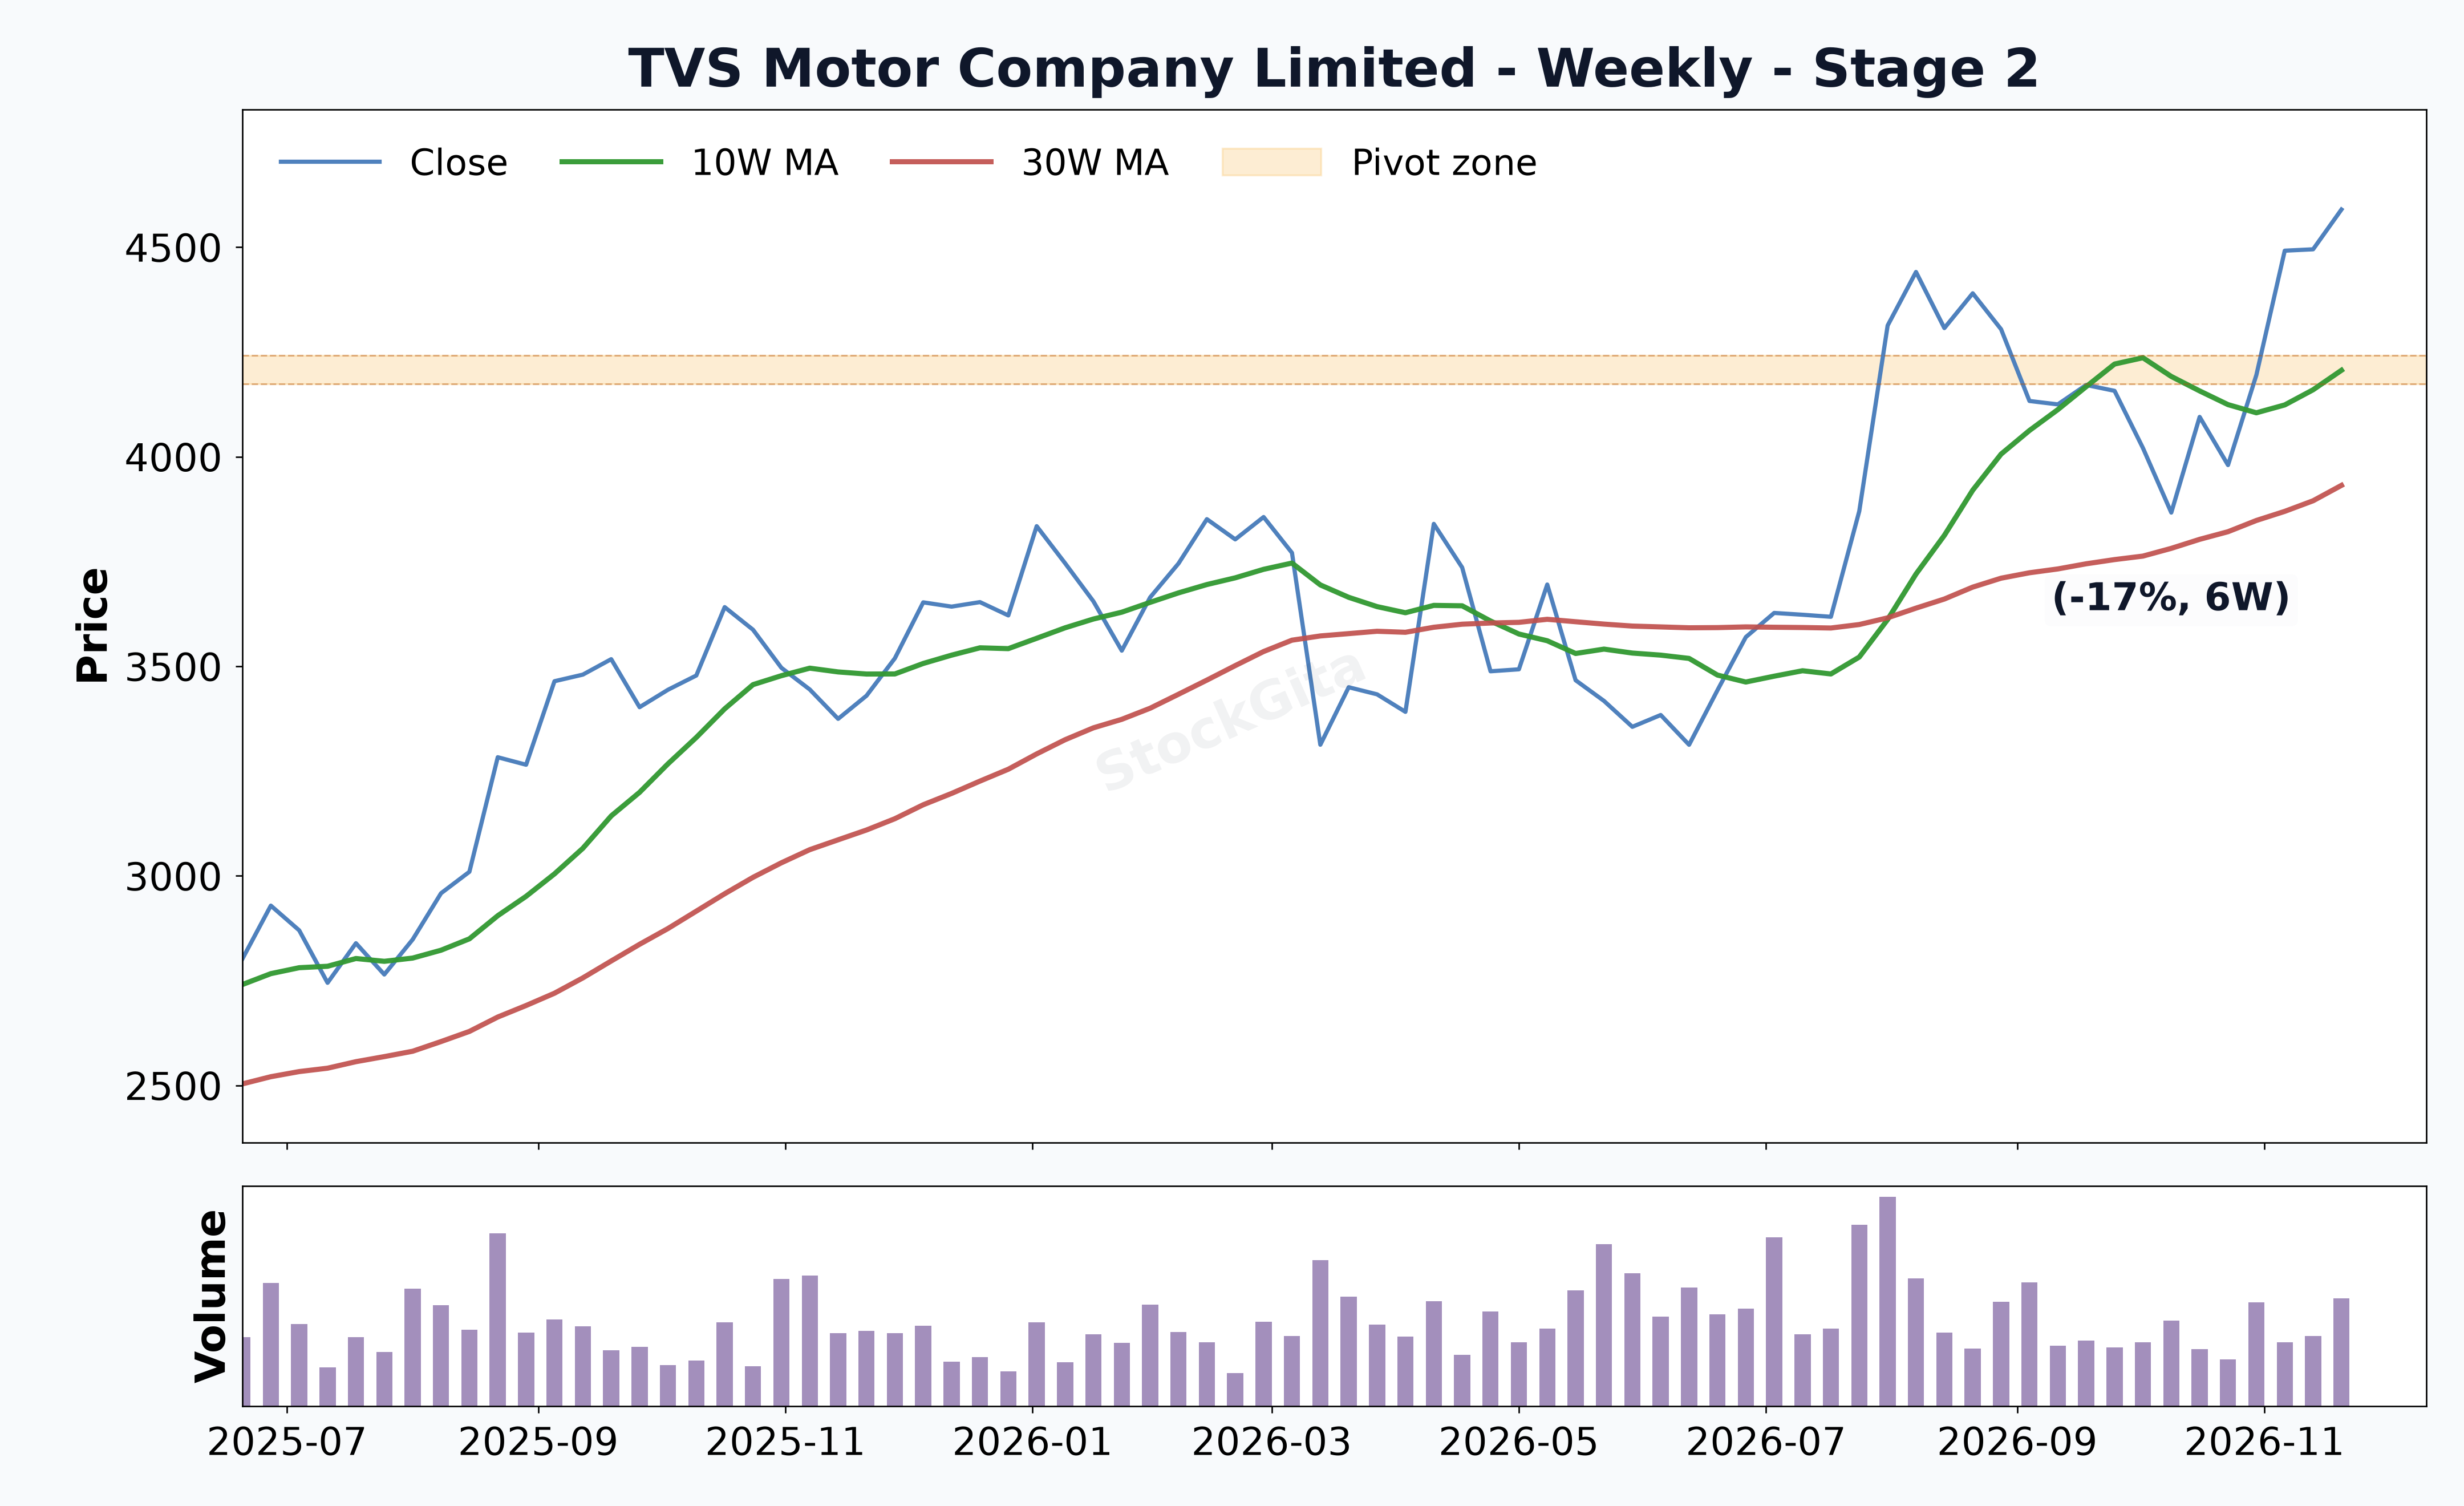 TVS Motor Company Limited - Weekly - Stage 2
Close 10W MA 30W MA Pivot zone
4500
4000
3500
3000
2500
Price
(-17%, 6W)
StockGita
Volume
2025-07 2025-09 2025-11 2026-01 2026-03 2026-05 2026-07 2026-09 2026-11